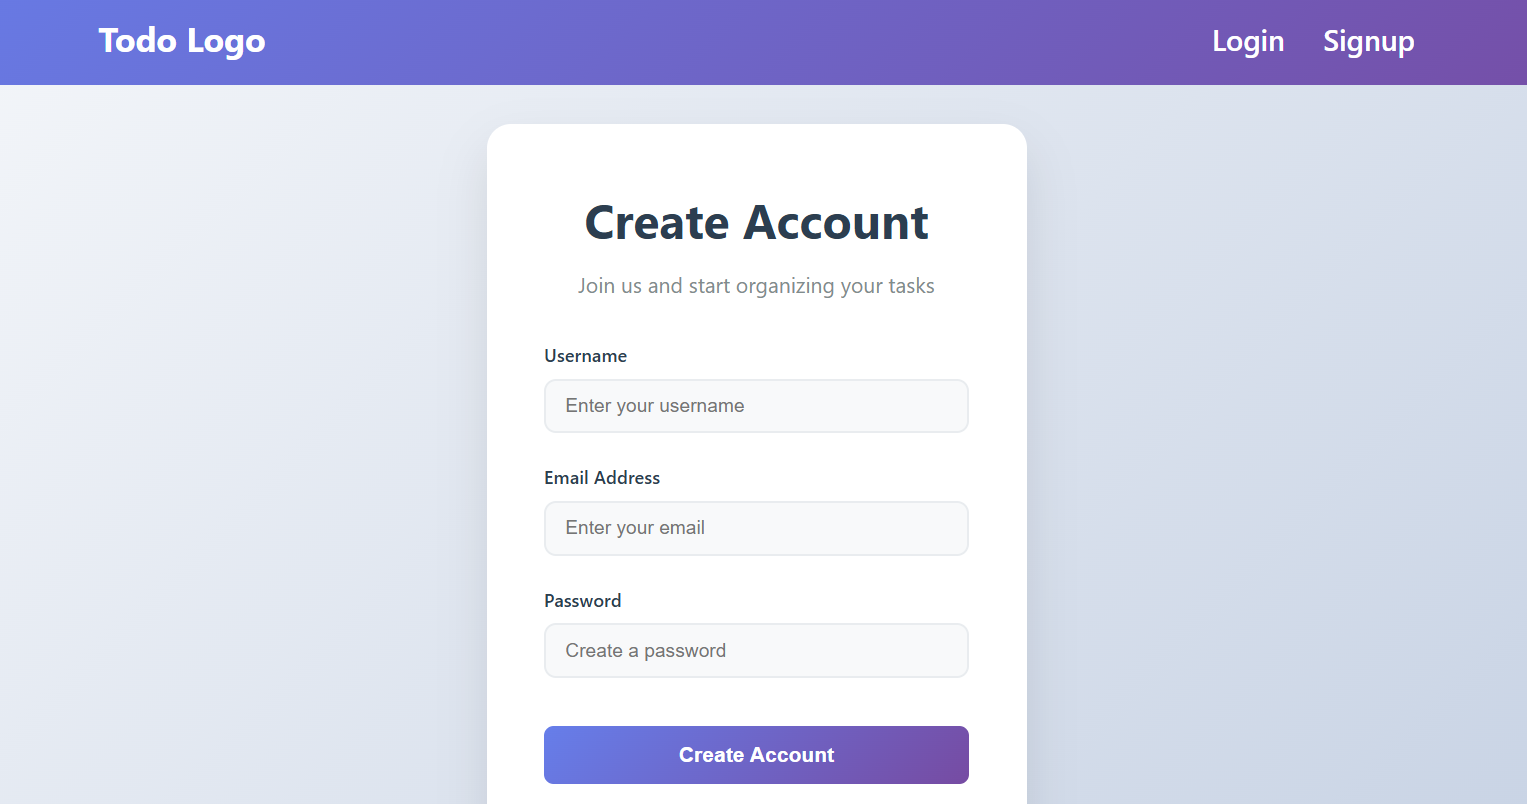 Todo Logo
Login
Signup
Create Account
Join us and start organizing your tasks
Username
Enter your username
Email Address
Enter your email
Password
Create a password
Create Account